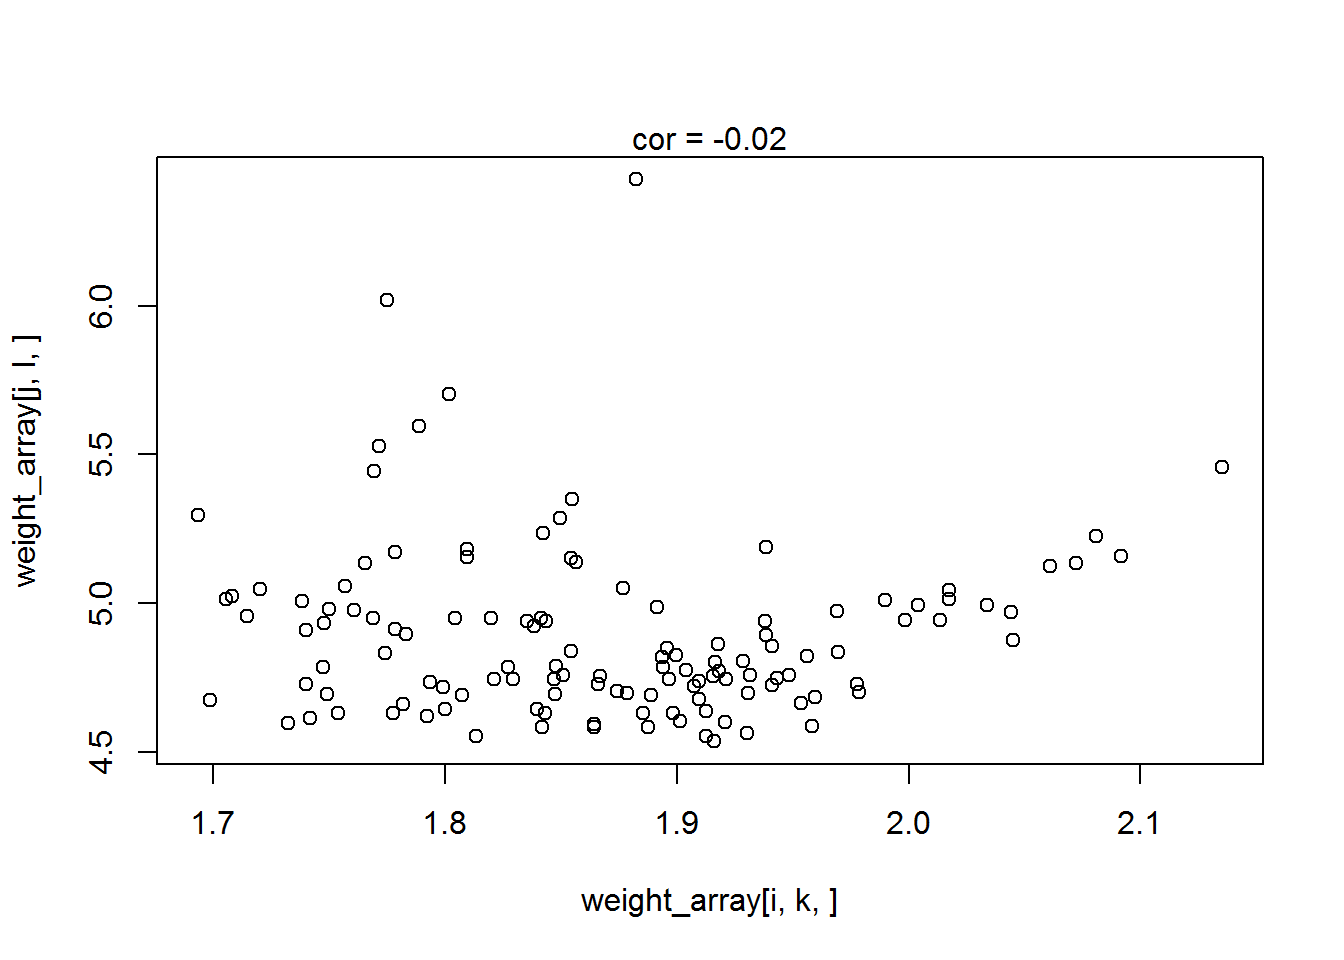 cor = -0.02
weight_array[j, l, ]
6.0
5.5
5.0
4.5
1.7 1.8 1.9 2.0 2.1
weight_array[i, k, ]